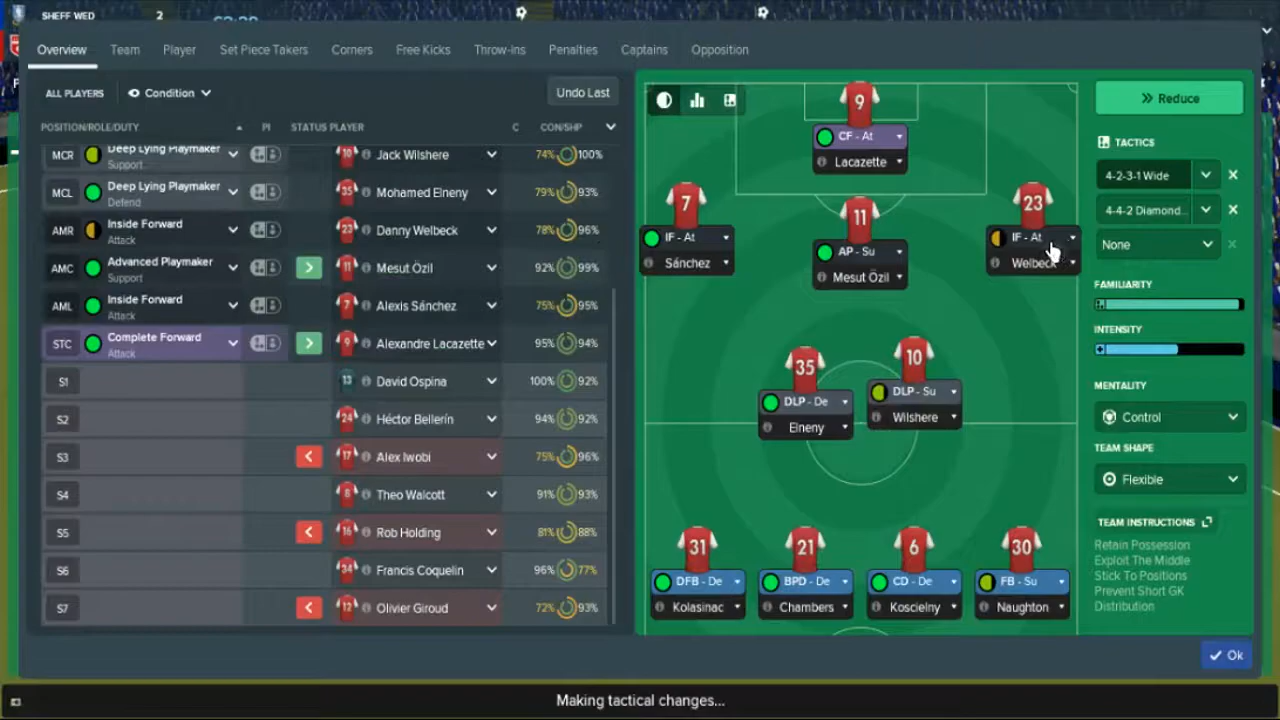 SHEFF WED 2
Overview Team Player Set Piece Takers Corners Free Kicks Throw-ins Penalties Captains Opposition
ALL PLAYERS Condition Undo Last
POSITION/ROLE/DUTY PI STATUS PLAYER C CON/SHP
MCR Deep Lying Playmaker Support 10 Jack Wilshere 74% 100%
MCL Deep Lying Playmaker Defend 35 Mohamed Elneny 79% 93%
AMR Inside Forward Attack 23 Danny Welbeck 78% 96%
AMC Advanced Playmaker Support 11 Mesut Özil 92% 99%
AML Inside Forward Attack 7 Alexis Sánchez 75% 95%
STC Complete Forward Attack 9 Alexandre Lacazette 95% 94%
S1 13 David Ospina 100% 92%
S2 24 Héctor Bellerín 94% 92%
S3 17 Alex Iwobi 75% 96%
S4 8 Theo Walcott 91% 93%
S5 16 Rob Holding 81% 88%
S6 34 Francis Coquelin 96% 77%
S7 12 Olivier Giroud 72% 93%
9
CF - At
Lacazette
7 11 23
IF - At AP - Su IF - At
Sánchez Mesut Özil Welbeck
35 10
DLP - De DLP - Su
Elneny Wilshere
31 21 6 30
DFB - De BPD - De CD - De FB - Su
Kolasinac Chambers Koscielny Naughton
Reduce
TACTICS
4-2-3-1 Wide
4-4-2 Diamond...
None
FAMILIARITY
INTENSITY
MENTALITY
Control
TEAM SHAPE
Flexible
TEAM INSTRUCTIONS
Retain Possession
Exploit The Middle
Stick To Positions
Prevent Short GK
Distribution
Ok
Making tactical changes...